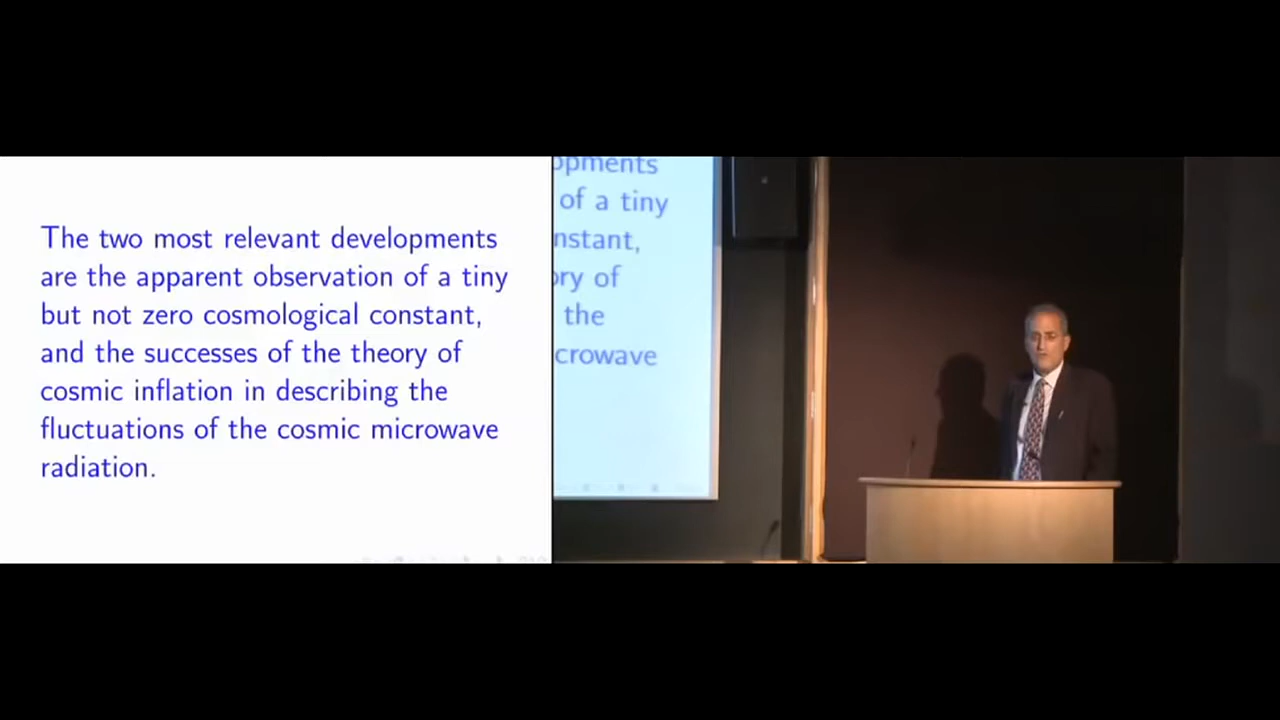 The two most relevant developments
are the apparent observation of a tiny
but not zero cosmological constant,
and the successes of the theory of
cosmic inflation in describing the
fluctuations of the cosmic microwave
radiation.
opments
of a tiny
nstant,
ory of
the
crowave